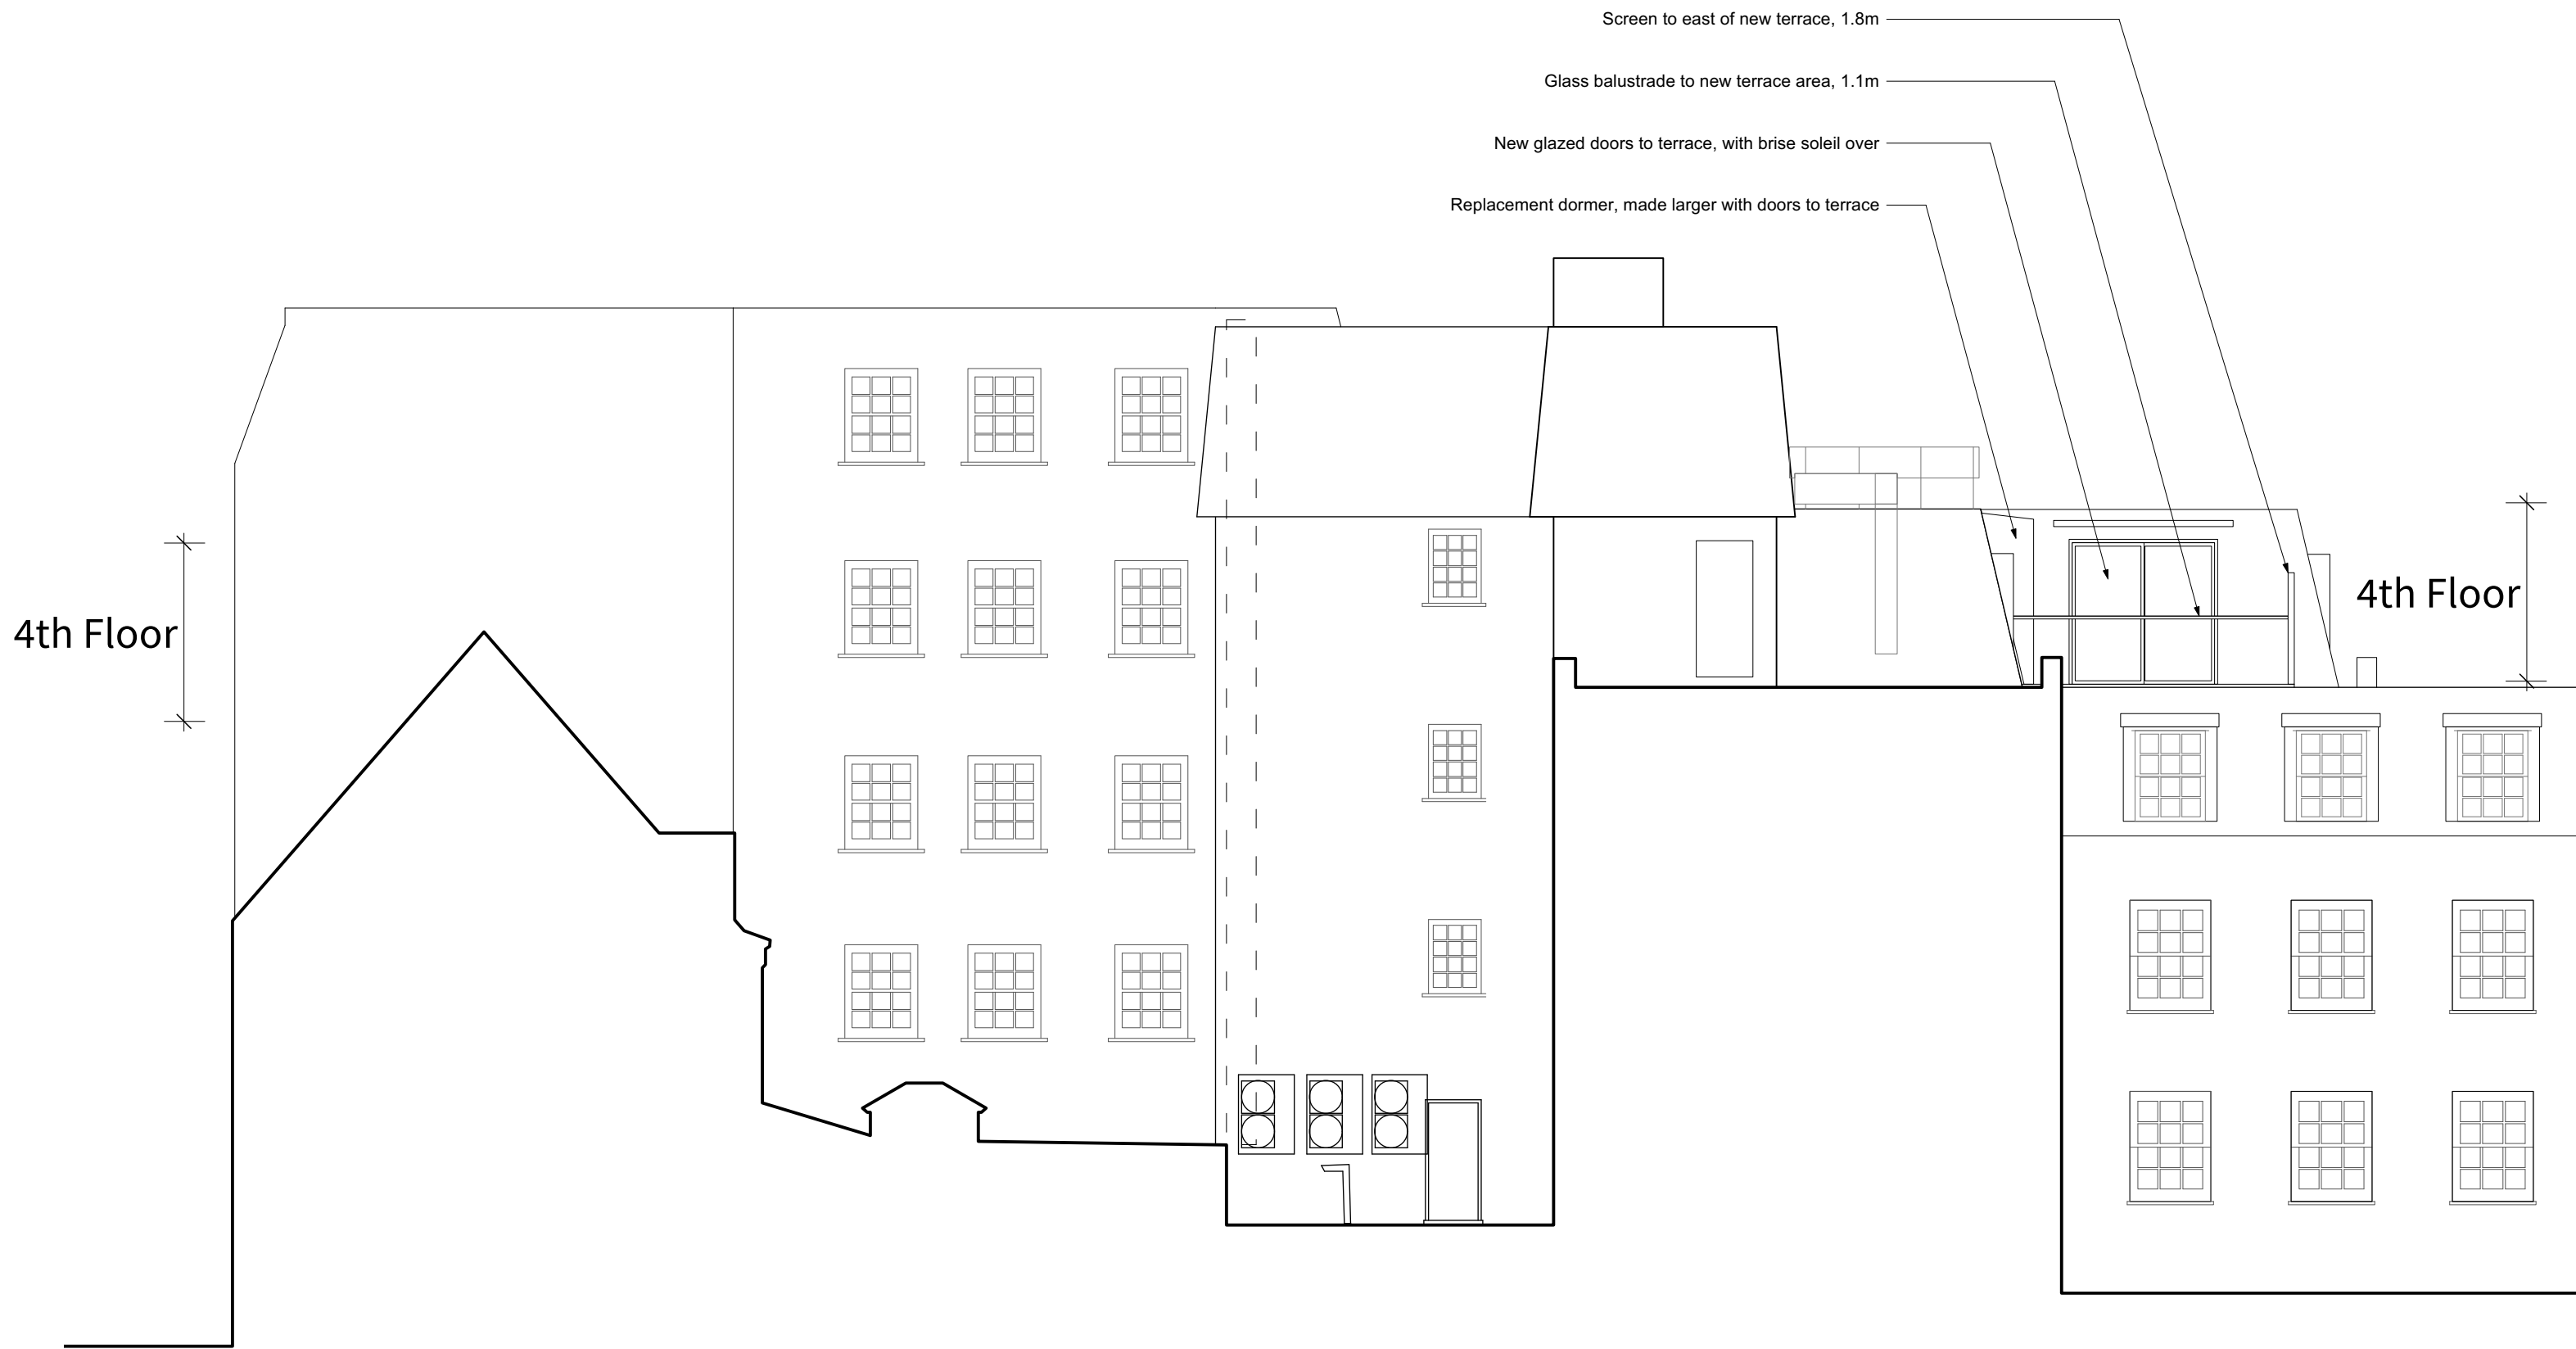 Screen to east of new terrace, 1.8m
Glass balustrade to new terrace area, 1.1m
New glazed doors to terrace, with brise soleil over
Replacement dormer, made larger with doors to terrace
4th Floor
4th Floor